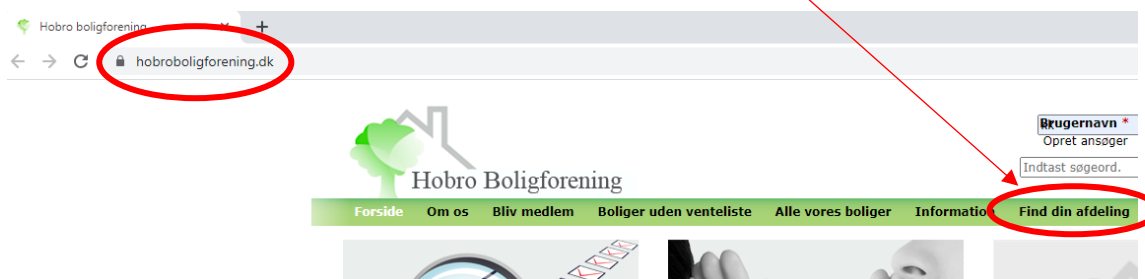 Hobro boligforening
hobroboligforening.dk
Brugernavn *
Opret ansøger
Indtast søgeord.
Hobro Boligforening
Forside Om os Bliv medlem Boliger uden venteliste Alle vores boliger Information Find din afdeling